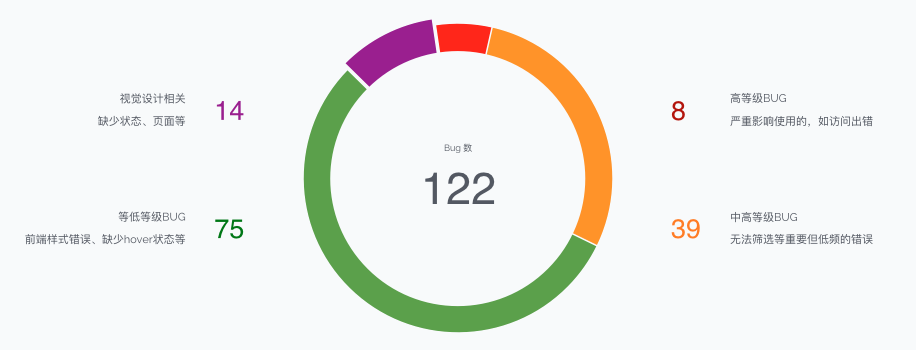 视觉设计相关
缺少状态、页面等
14
等低等级BUG
前端样式错误、缺少hover状态等
75
Bug 数
122
8
高等级BUG
严重影响使用的，如访问出错
39
中高等级BUG
无法筛选等重要但低频的错误